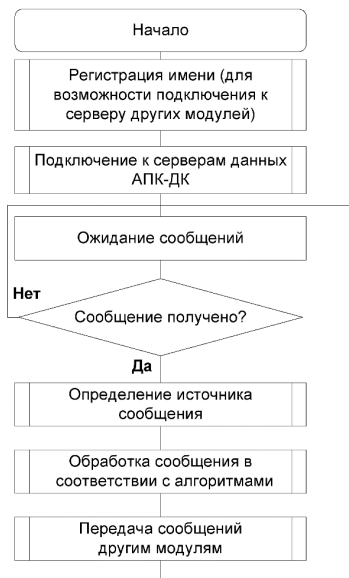 Начало
Регистрация имени (для
возможности подключения к
серверу других модулей)
Подключение к серверам данных
АПК-ДК
Ожидание сообщений
Нет
Сообщение получено?
Да
Определение источника
сообщения
Обработка сообщения в
соответствии с алгоритмами
Передача сообщений
другим модулям